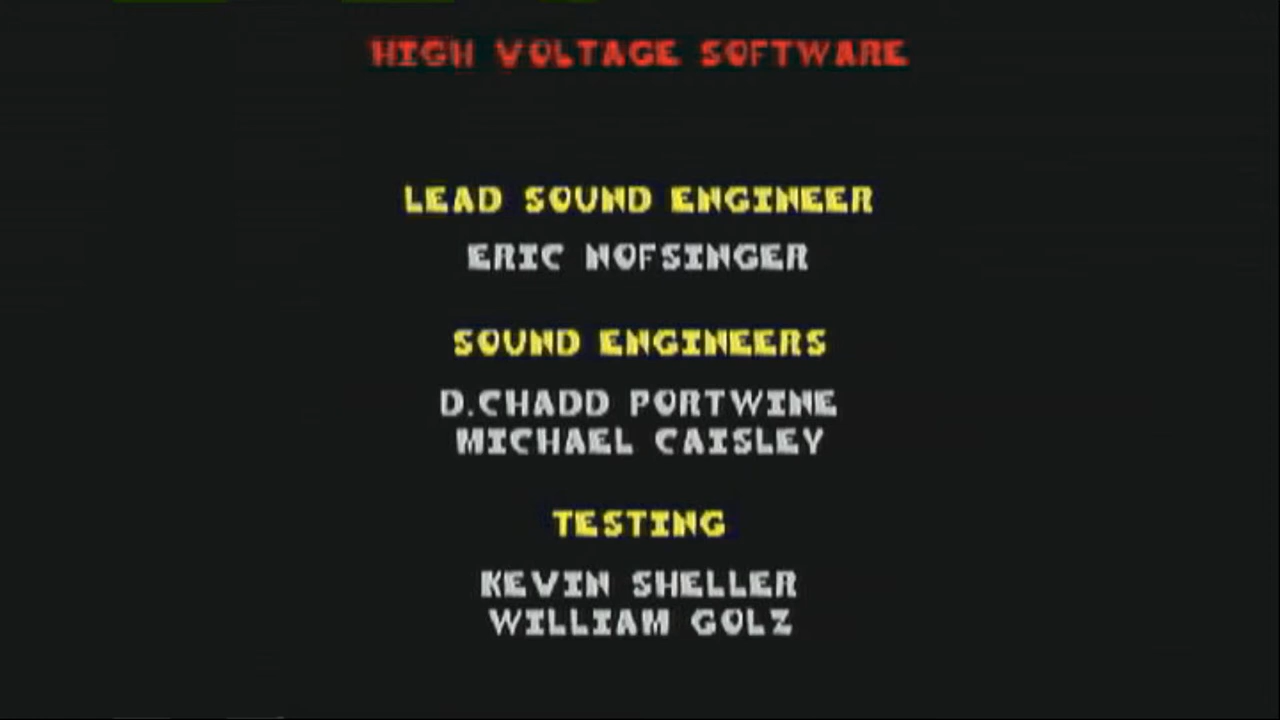 HIGH VOLTAGE SOFTWARE
LEAD SOUND ENGINEER
ERIC NOFSINGER
SOUND ENGINEERS
D.CHADD PORTWINE
MICHAEL CAISLEY
TESTING
KEVIN SHELLER
WILLIAM GOLZ